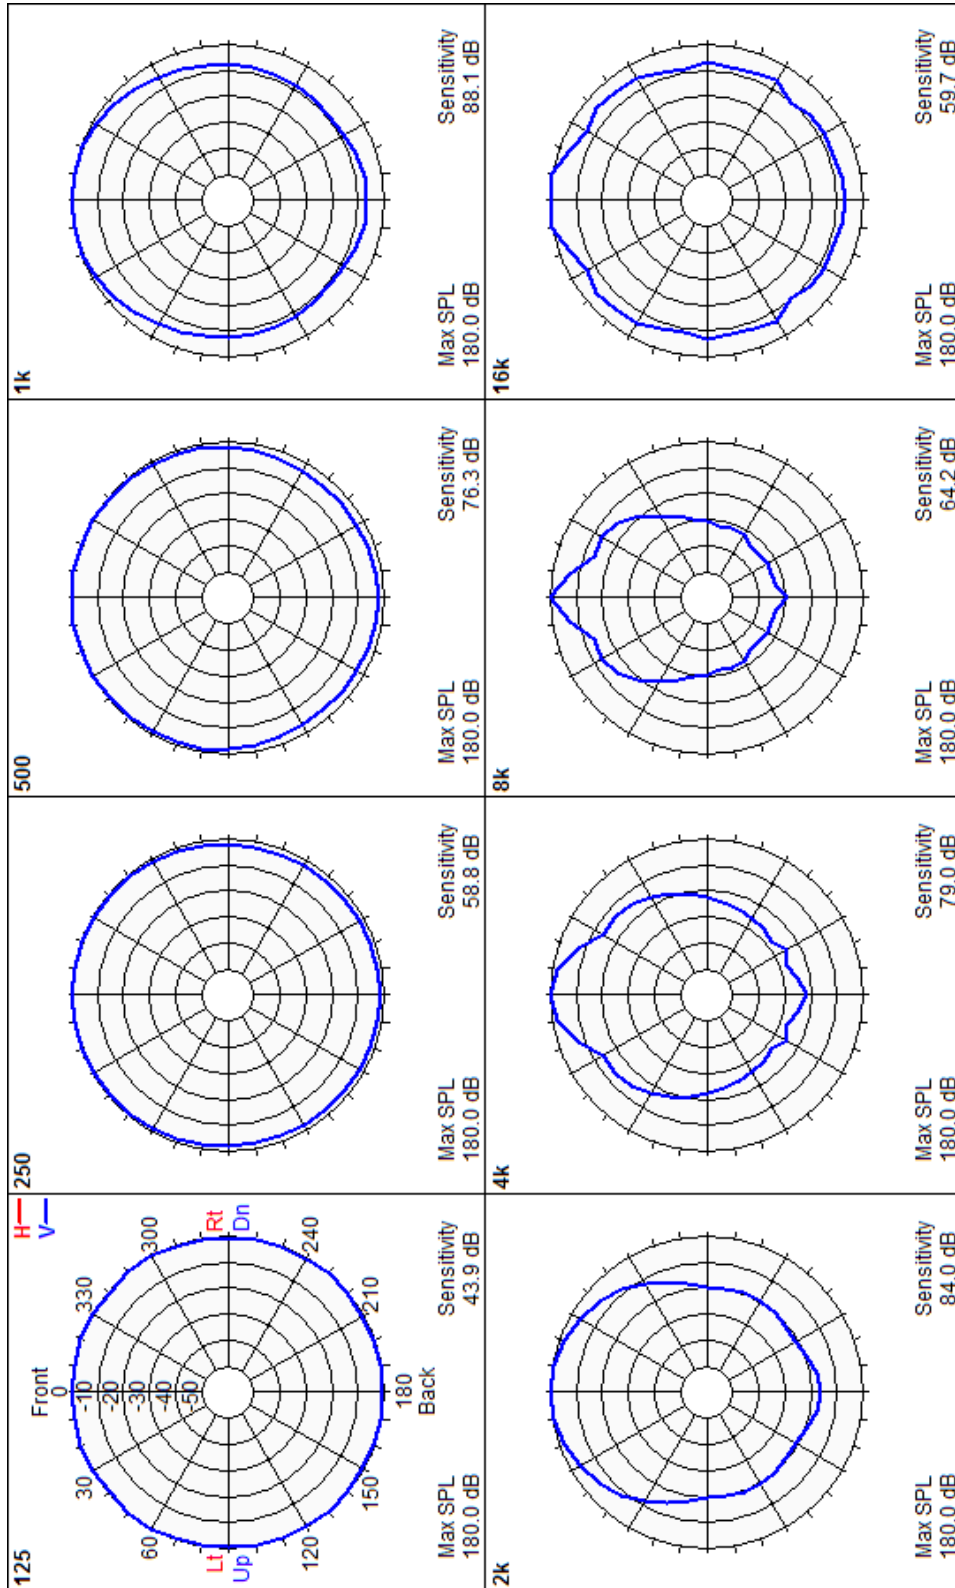 125
H
V
Front
0
30
330
-10
-20
60
300
-30
-40
-50
Lt
Rt
Up
Dn
120
240
150
210
180
Back
Max SPL
180.0 dB
Sensitivity
43.9 dB
250
Max SPL
180.0 dB
Sensitivity
58.8 dB
500
Max SPL
180.0 dB
Sensitivity
76.3 dB
1k
Max SPL
180.0 dB
Sensitivity
88.1 dB
2k
Max SPL
180.0 dB
Sensitivity
84.0 dB
4k
Max SPL
180.0 dB
Sensitivity
79.0 dB
8k
Max SPL
180.0 dB
Sensitivity
64.2 dB
16k
Max SPL
180.0 dB
Sensitivity
59.7 dB